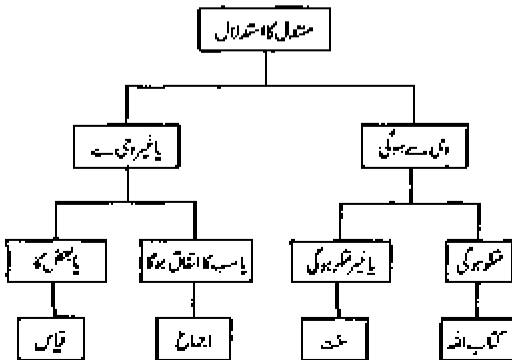 مستدل کا استدلال
وحی سے ہوگی
یا غیر وحی سے
متلو ہوگی
یا غیر متلو ہوگی
یا سب کا اتفاق ہوگا
یا بعض کا
کتاب اللہ
سنت
اجماع
قیاس